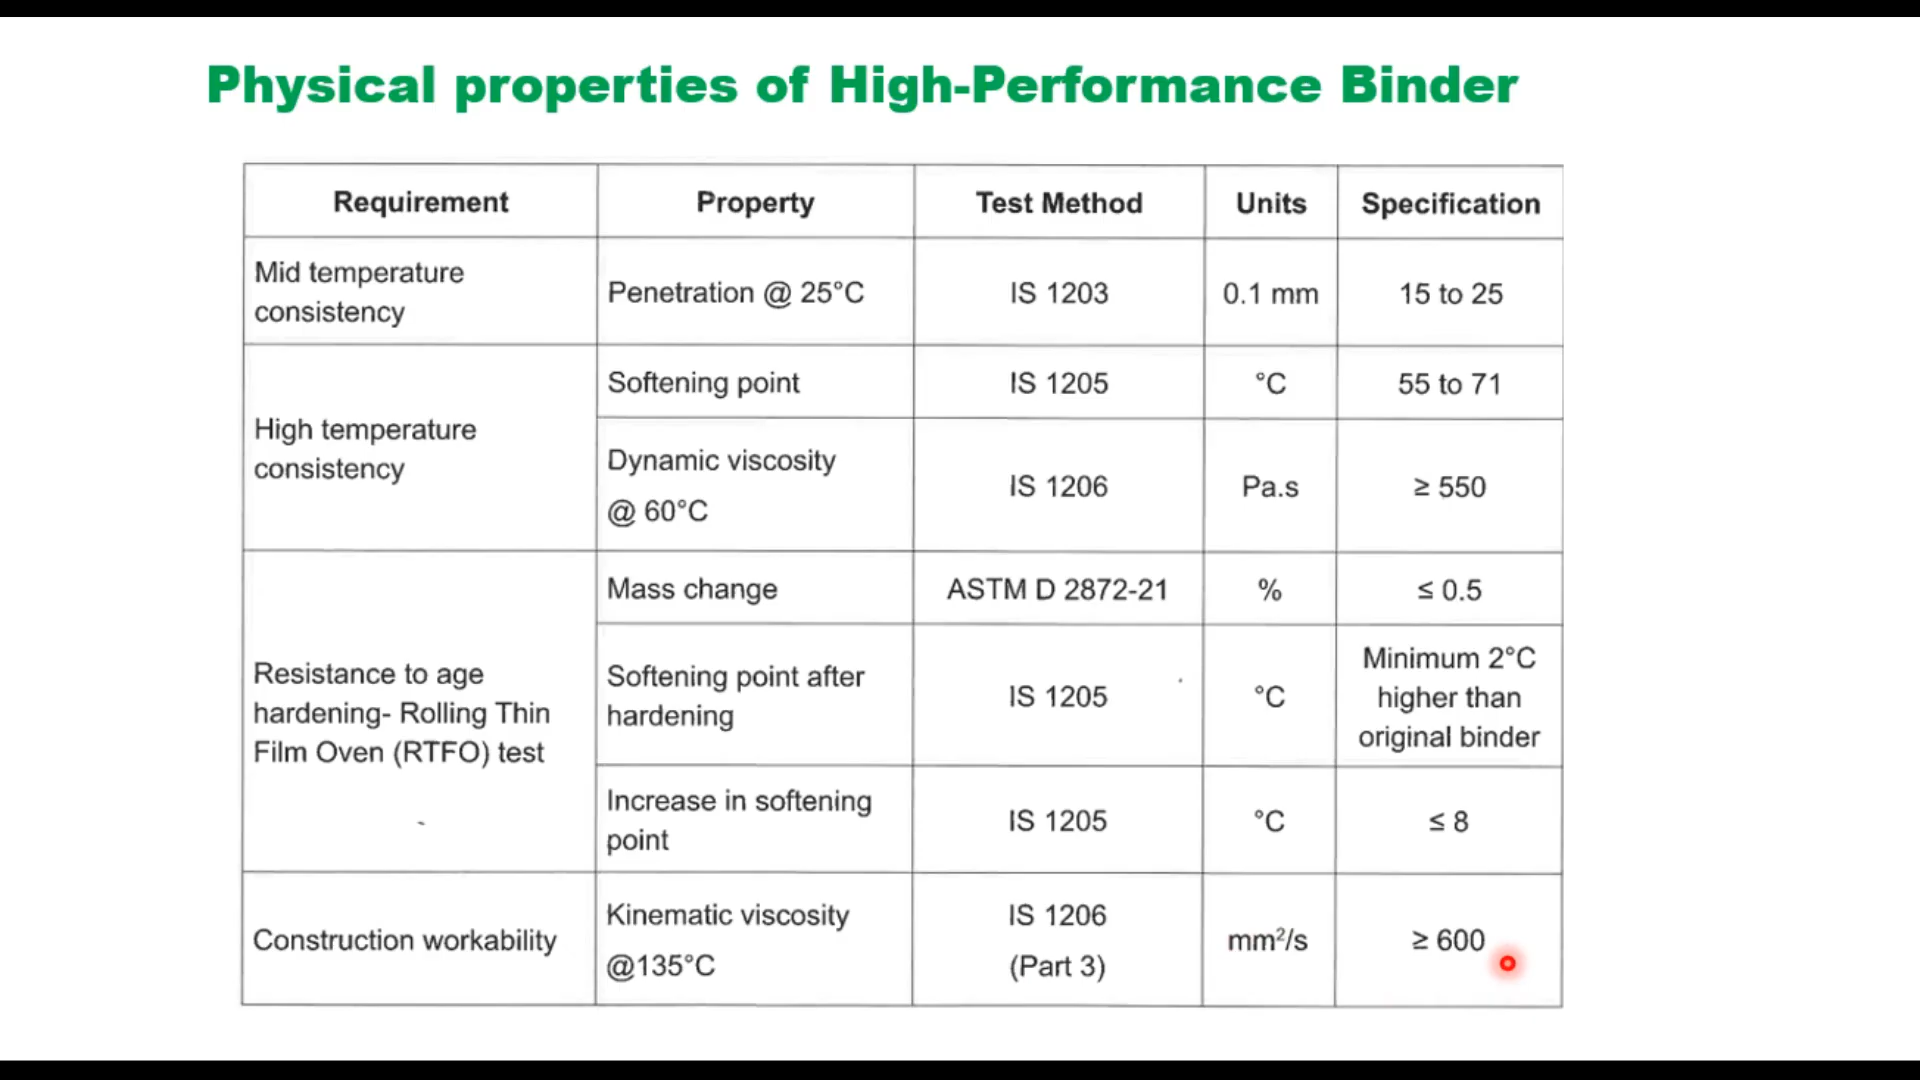 Physical properties of High-Performance Binder
Requirement
Property
Test Method
Units
Specification
Mid temperature
consistency
Penetration @ 25°C
IS 1203
0.1 mm
15 to 25
High temperature
consistency
Softening point
IS 1205
°C
55 to 71
Dynamic viscosity
@ 60°C
IS 1206
Pa.s
≥ 550
Resistance to age
hardening- Rolling Thin
Film Oven (RTFO) test
Mass change
ASTM D 2872-21
%
≤ 0.5
Softening point after
hardening
IS 1205
°C
Minimum 2°C
higher than
original binder
Increase in softening
point
IS 1205
°C
≤ 8
Construction workability
Kinematic viscosity
@135°C
IS 1206
(Part 3)
mm²/s
≥ 600